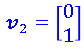 v₂ = [0
1]